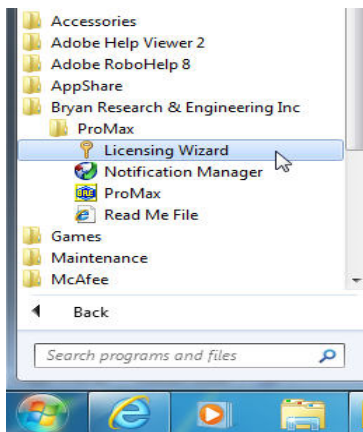 Accessories
Adobe Help Viewer 2
Adobe RoboHelp 8
AppShare
Bryan Research & Engineering Inc
ProMax
Licensing Wizard
Notification Manager
ProMax
Read Me File
Games
Maintenance
McAfee
Back
Search programs and files